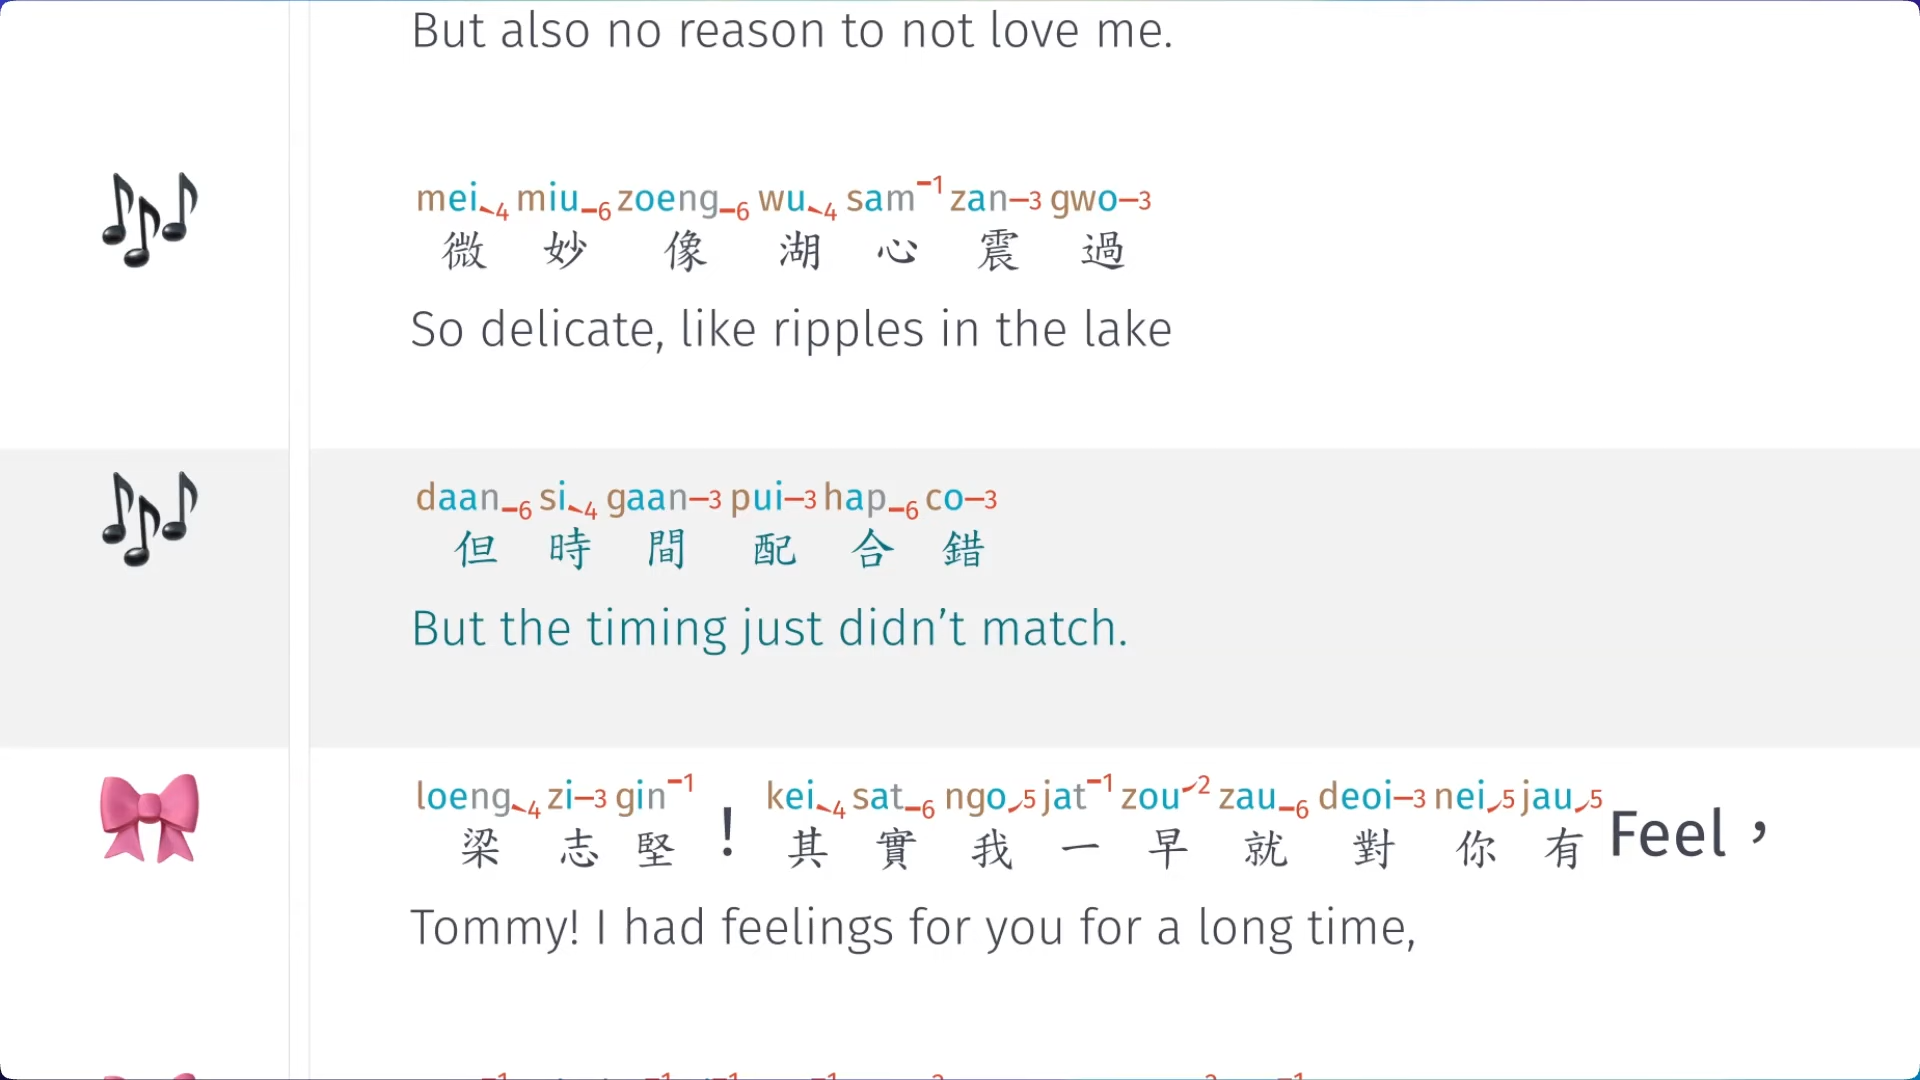 But also no reason to not love me.
mei4 miu6 zoeng6 wu4 sam1 zan3 gwo3
微妙像湖心震過
So delicate, like ripples in the lake
daan6 si4 gaan3 pui3 hap6 co3
但時間配合錯
But the timing just didn’t match.
loeng4 zi3 gin1 kei4 sat6 ngo5 jat1 zou2 zau6 deoi3 nei5 jau5
梁志堅！其實我一早就對你有Feel，
Tommy! I had feelings for you for a long time,